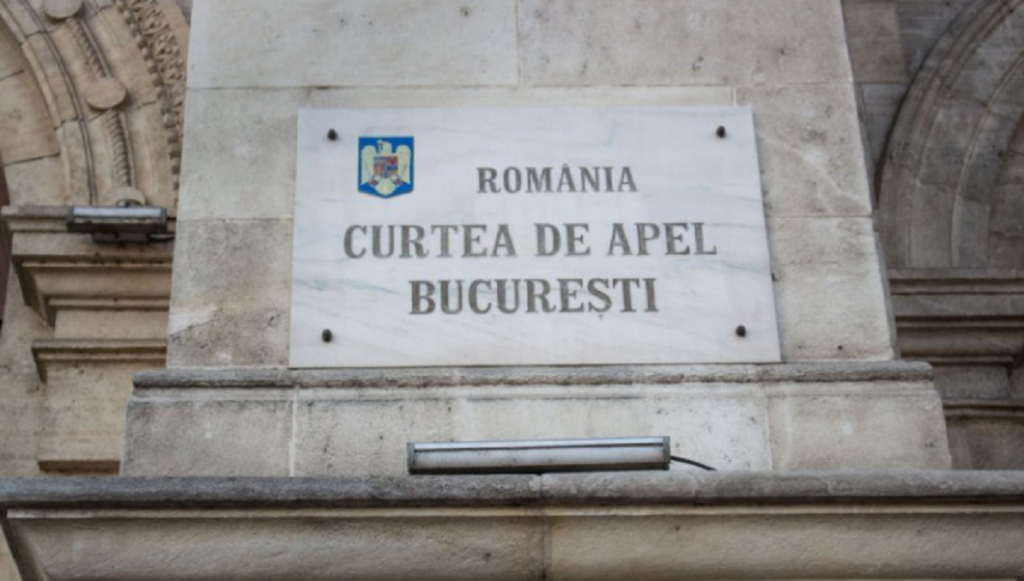 ROMÂNIA
CURTEA DE APEL
BUCUREȘTI